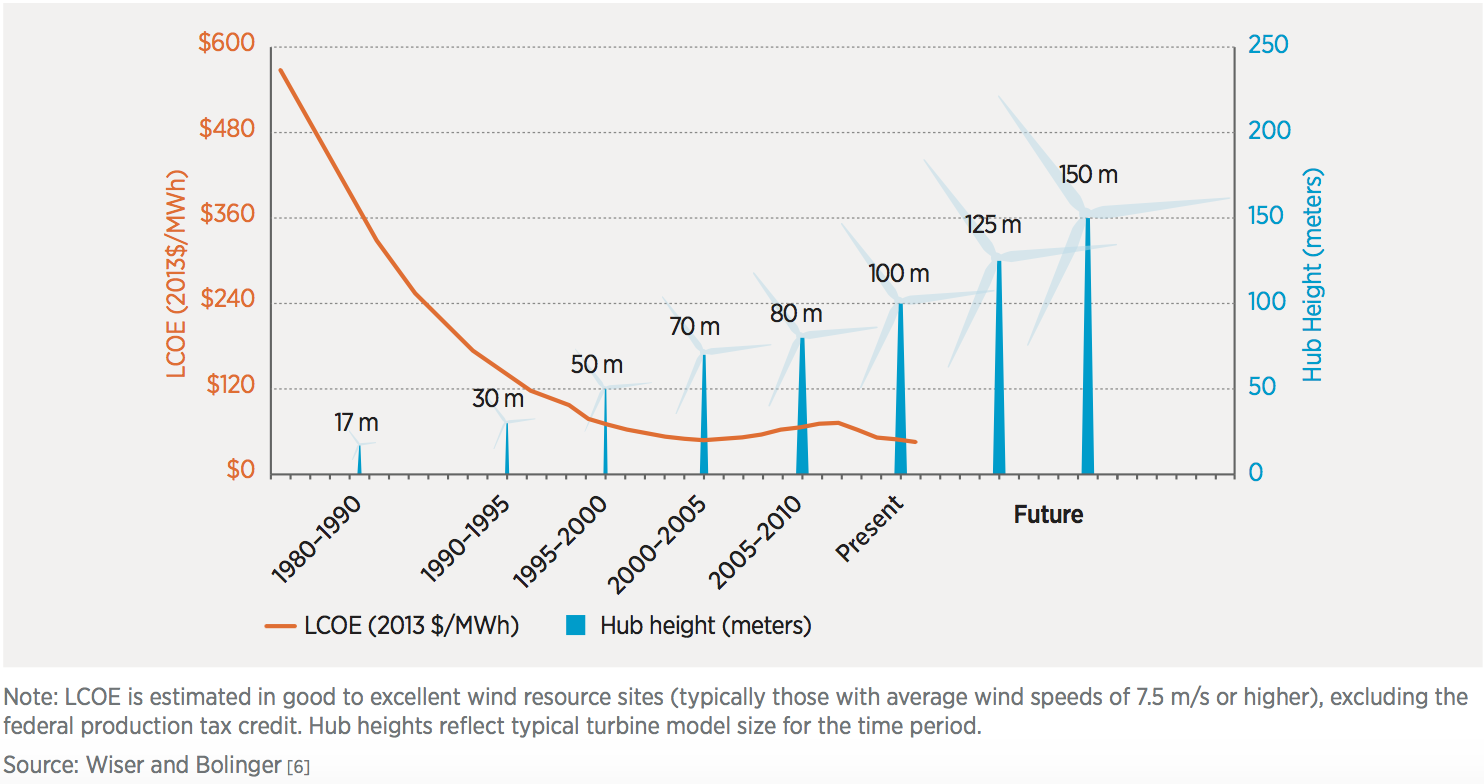 $600
$480
$360
$240
$120
$0
LCOE (2013$/MWh)
250
200
150
100
50
0
Hub Height (meters)
17 m
30 m
50 m
70 m
80 m
100 m
125 m
150 m
1980–1990
1990–1995
1995–2000
2000–2005
2005–2010
Present
Future
LCOE (2013 $/MWh)
Hub height (meters)
Note: LCOE is estimated in good to excellent wind resource sites (typically those with average wind speeds of 7.5 m/s or higher), excluding the
federal production tax credit. Hub heights reflect typical turbine model size for the time period.
Source: Wiser and Bolinger [6]